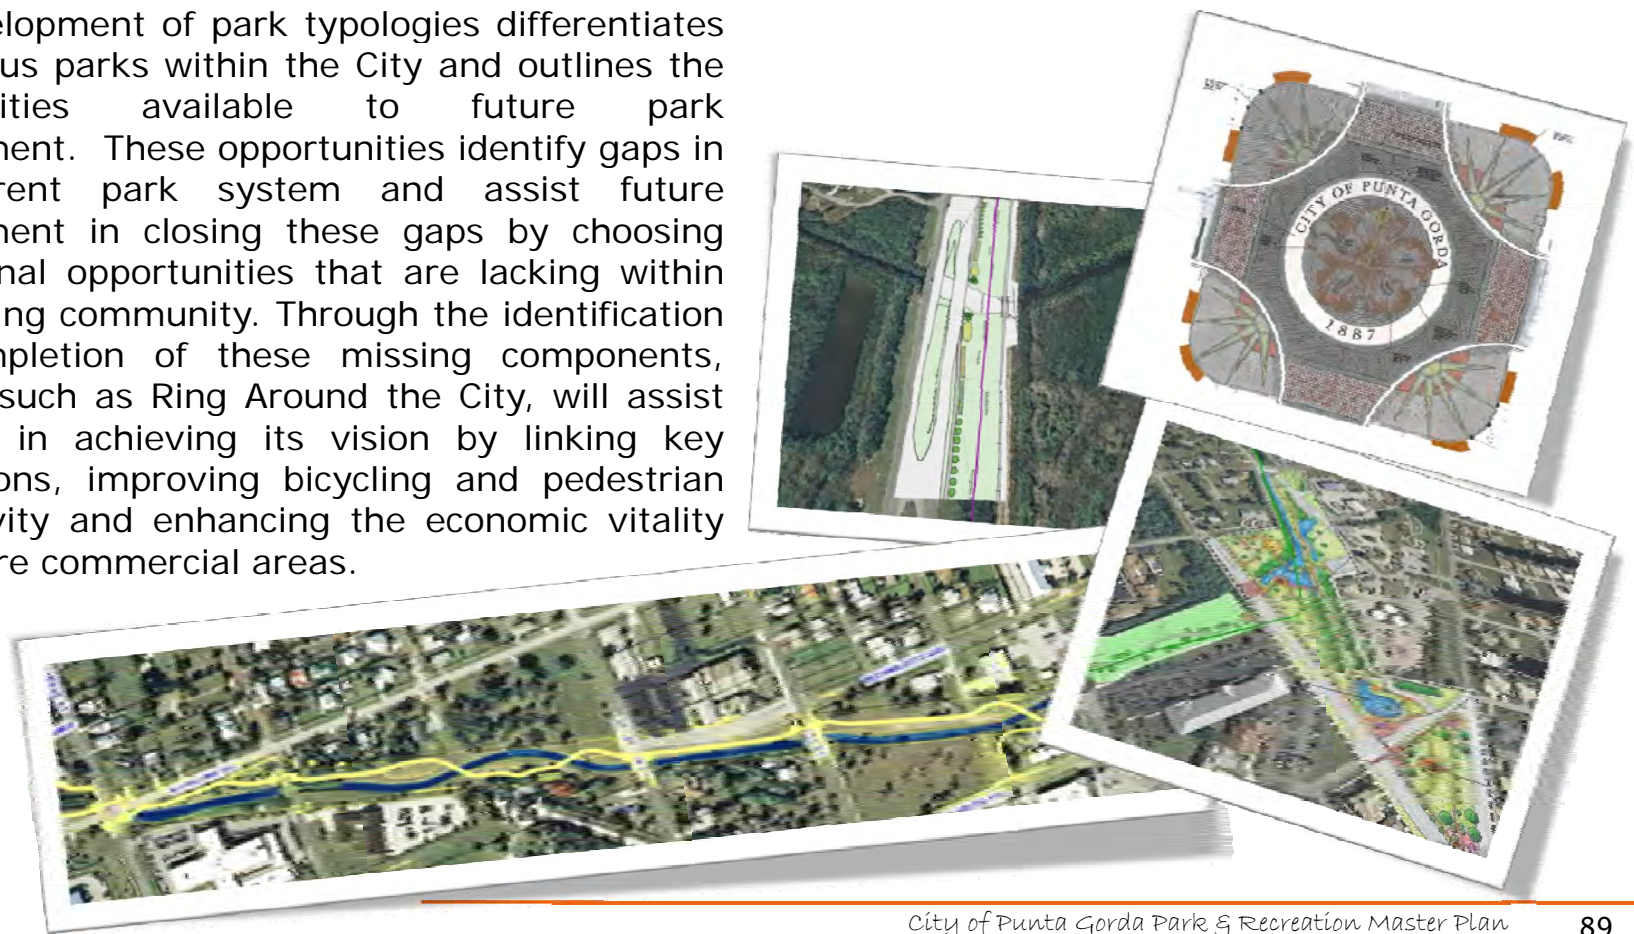 elopment of park typologies differentiates
us parks within the City and outlines the
ities available to future park
nent. These opportunities identify gaps in
rent park system and assist future
nent in closing these gaps by choosing
nal opportunities that are lacking within
ing community. Through the identification
mpletion of these missing components,
such as Ring Around the City, will assist
in achieving its vision by linking key
ons, improving bicycling and pedestrian
vity and enhancing the economic vitality
re commercial areas.
CITY OF PUNTA GORDA
1887
City of Punta Gorda Park & Recreation Master Plan 89